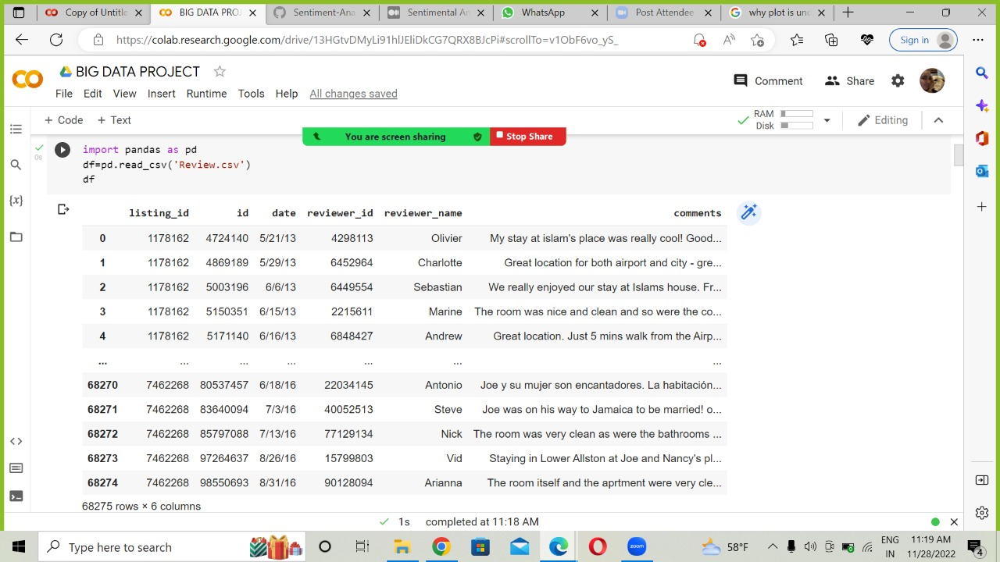 Copy of Untitle
BIG DATA PROJ
Sentiment-Ana
Sentimental An
WhatsApp
Post Attendee
why plot is und
https://colab.research.google.com/drive/13HGtvDMyLi91hlJEIiDkCG7QRX8BJcPi#scrollTo=v1ObF6vo_yS_
Sign in
BIG DATA PROJECT
Comment
Share
File Edit View Insert Runtime Tools Help All changes saved
+ Code + Text
RAM
Disk
Editing
You are screen sharing
Stop Share
0s
import pandas as pd
df=pd.read_csv('Review.csv')
df
listing_id id date reviewer_id reviewer_name comments
0 1178162 4724140 5/21/13 4298113 Olivier My stay at islam's place was really cool! Good...
1 1178162 4869189 5/29/13 6452964 Charlotte Great location for both airport and city - gre...
2 1178162 5003196 6/6/13 6449554 Sebastian We really enjoyed our stay at Islams house. Fr...
3 1178162 5150351 6/15/13 2215611 Marine The room was nice and clean and so were the co...
4 1178162 5171140 6/16/13 6848427 Andrew Great location. Just 5 mins walk from the Airp...
... ... ... ... ... ... ...
68270 7462268 80537457 6/18/16 22034145 Antonio Joe y su mujer son encantadores. La habitación...
68271 7462268 83640094 7/3/16 40052513 Steve Joe was on his way to Jamaica to be married! o...
68272 7462268 85797088 7/13/16 77129134 Nick The room was very clean as were the bathrooms ...
68273 7462268 97264637 8/26/16 15799803 Vid Staying in Lower Allston at Joe and Nancy's pl...
68274 7462268 98550693 8/31/16 90128094 Arianna The room itself and the aprtment were very cle...
68275 rows × 6 columns
1s completed at 11:18 AM
Type here to search
zoom
58°F
ENG
IN
11:19 AM
11/28/2022
4